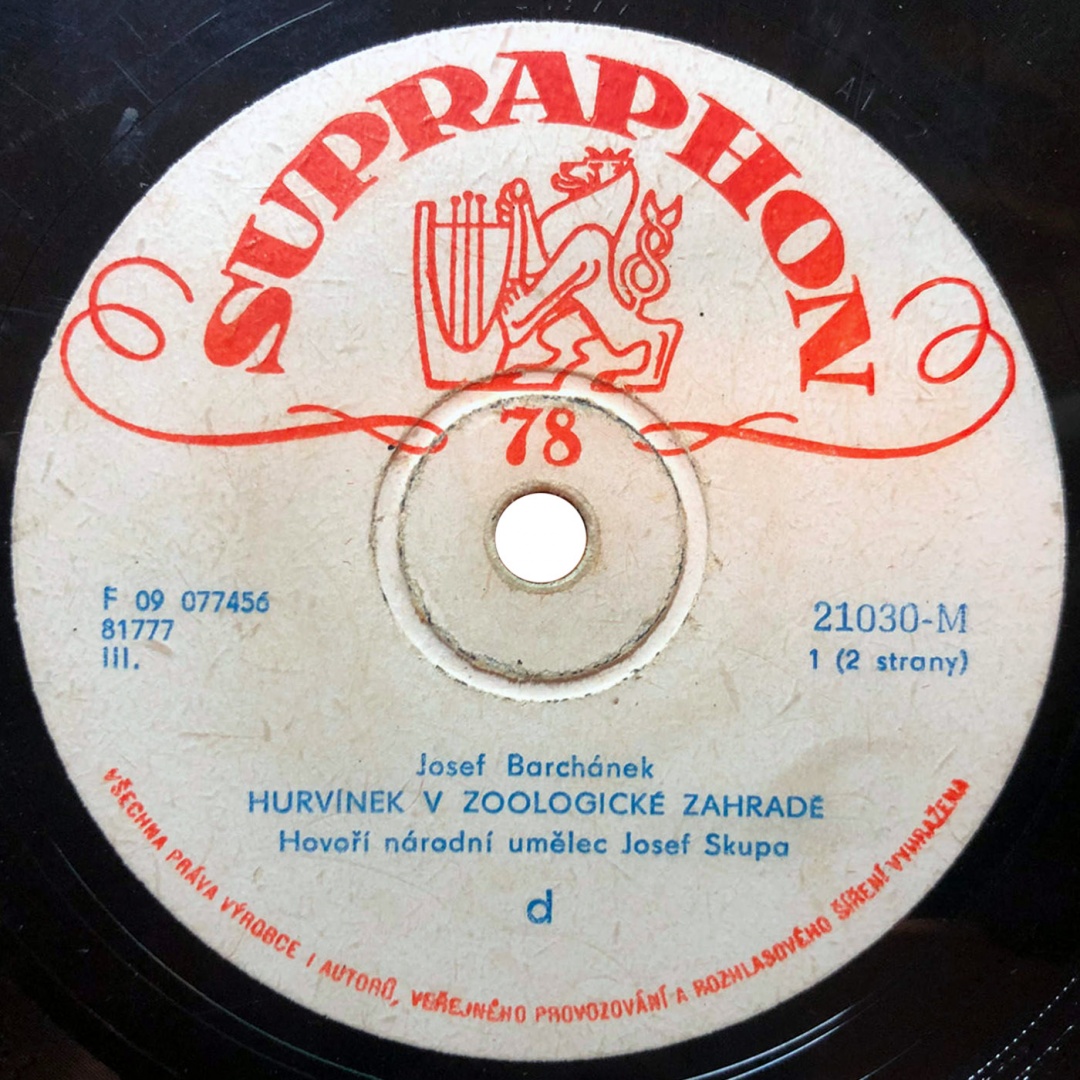 SUPRAPHON
78
F 09 077456
81777
III.
21030-M
1 (2 strany)
Josef Barchánek
HURVÍNEK V ZOOLOGICKÉ ZAHRADĚ
Hovoří národní umělec Josef Skupa
d
VŠECHNA PRÁVA VÝROBCE I AUTORŮ, VEŘEJNÉHO PROVOZOVÁNÍ A ROZHLASOVÉHO ŠÍŘENÍ VYHRAŽENA